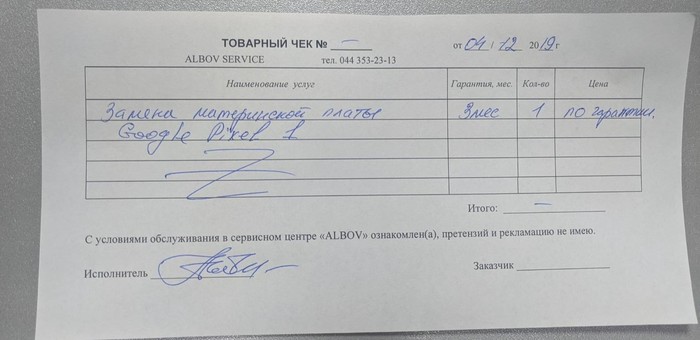 ТОВАРНЫЙ ЧЕК № —
от 04 / 12 2019 г
ALBOV SERVICE тел. 044 353-23-13
Наименование услуг Гарантия, мес. Кол-во Цена
Замена материнской платы 3 мес 1 по гарантии.
Google Pixel 1
Итого: —
С условиями обслуживания в сервисном центре «ALBOV» ознакомлен(а), претензий и рекламацию не имею.
Исполнитель Заказчик